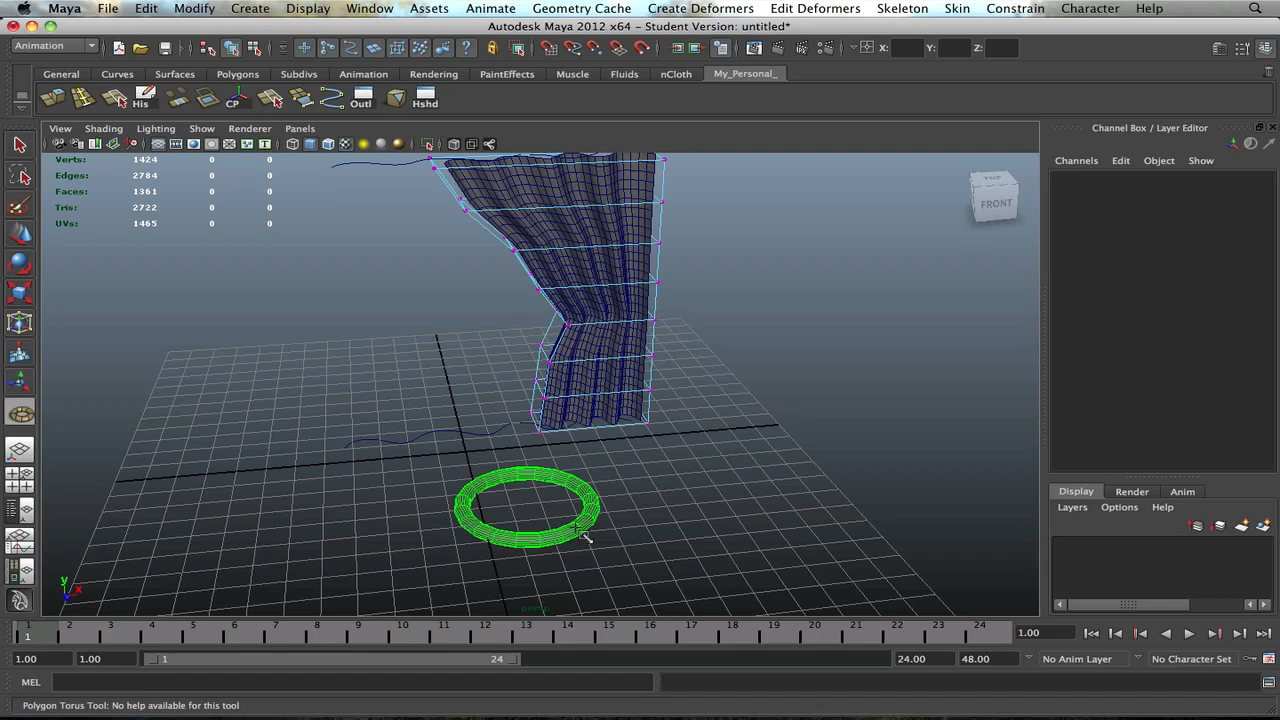 Maya File Edit Modify Create Display Window Assets Animate Geometry Cache Create Deformers Edit Deformers Skeleton Skin Constrain Character Help
Autodesk Maya 2012 x64 - Student Version: untitled*
Animation X: Y: Z:
General Curves Surfaces Polygons Subdivs Animation Rendering PaintEffects Muscle Fluids nCloth My_Personal_
His CP Outl Hshd
View Shading Lighting Show Renderer Panels
Channel Box / Layer Editor
Channels Edit Object Show
Verts: 1424 0 0
Edges: 2784 0 0
Faces: 1361 0 0
Tris: 2722 0 0
UVs: 1465 0 0
TOP
FRONT
Display Render Anim
Layers Options Help
y
x
persp
1 2 3 4 5 6 7 8 9 10 11 12 13 14 15 16 17 18 19 20 21 22 23 24
1 1.00
1.00 1.00 1 24 24.00 48.00 No Anim Layer No Character Set
MEL
Polygon Torus Tool: No help available for this tool